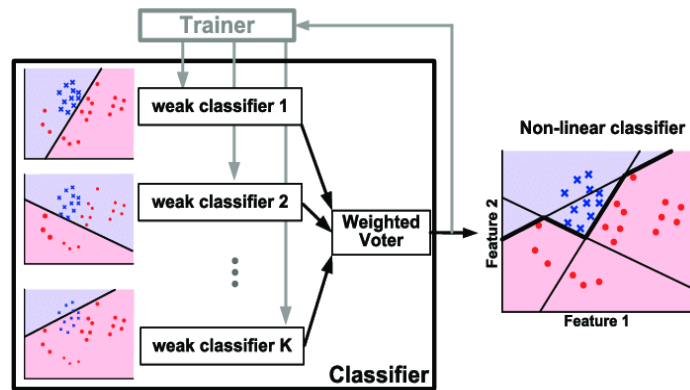 Trainer
weak classifier 1
weak classifier 2
weak classifier K
Weighted
Voter
Classifier
Non-linear classifier
Feature 2
Feature 1